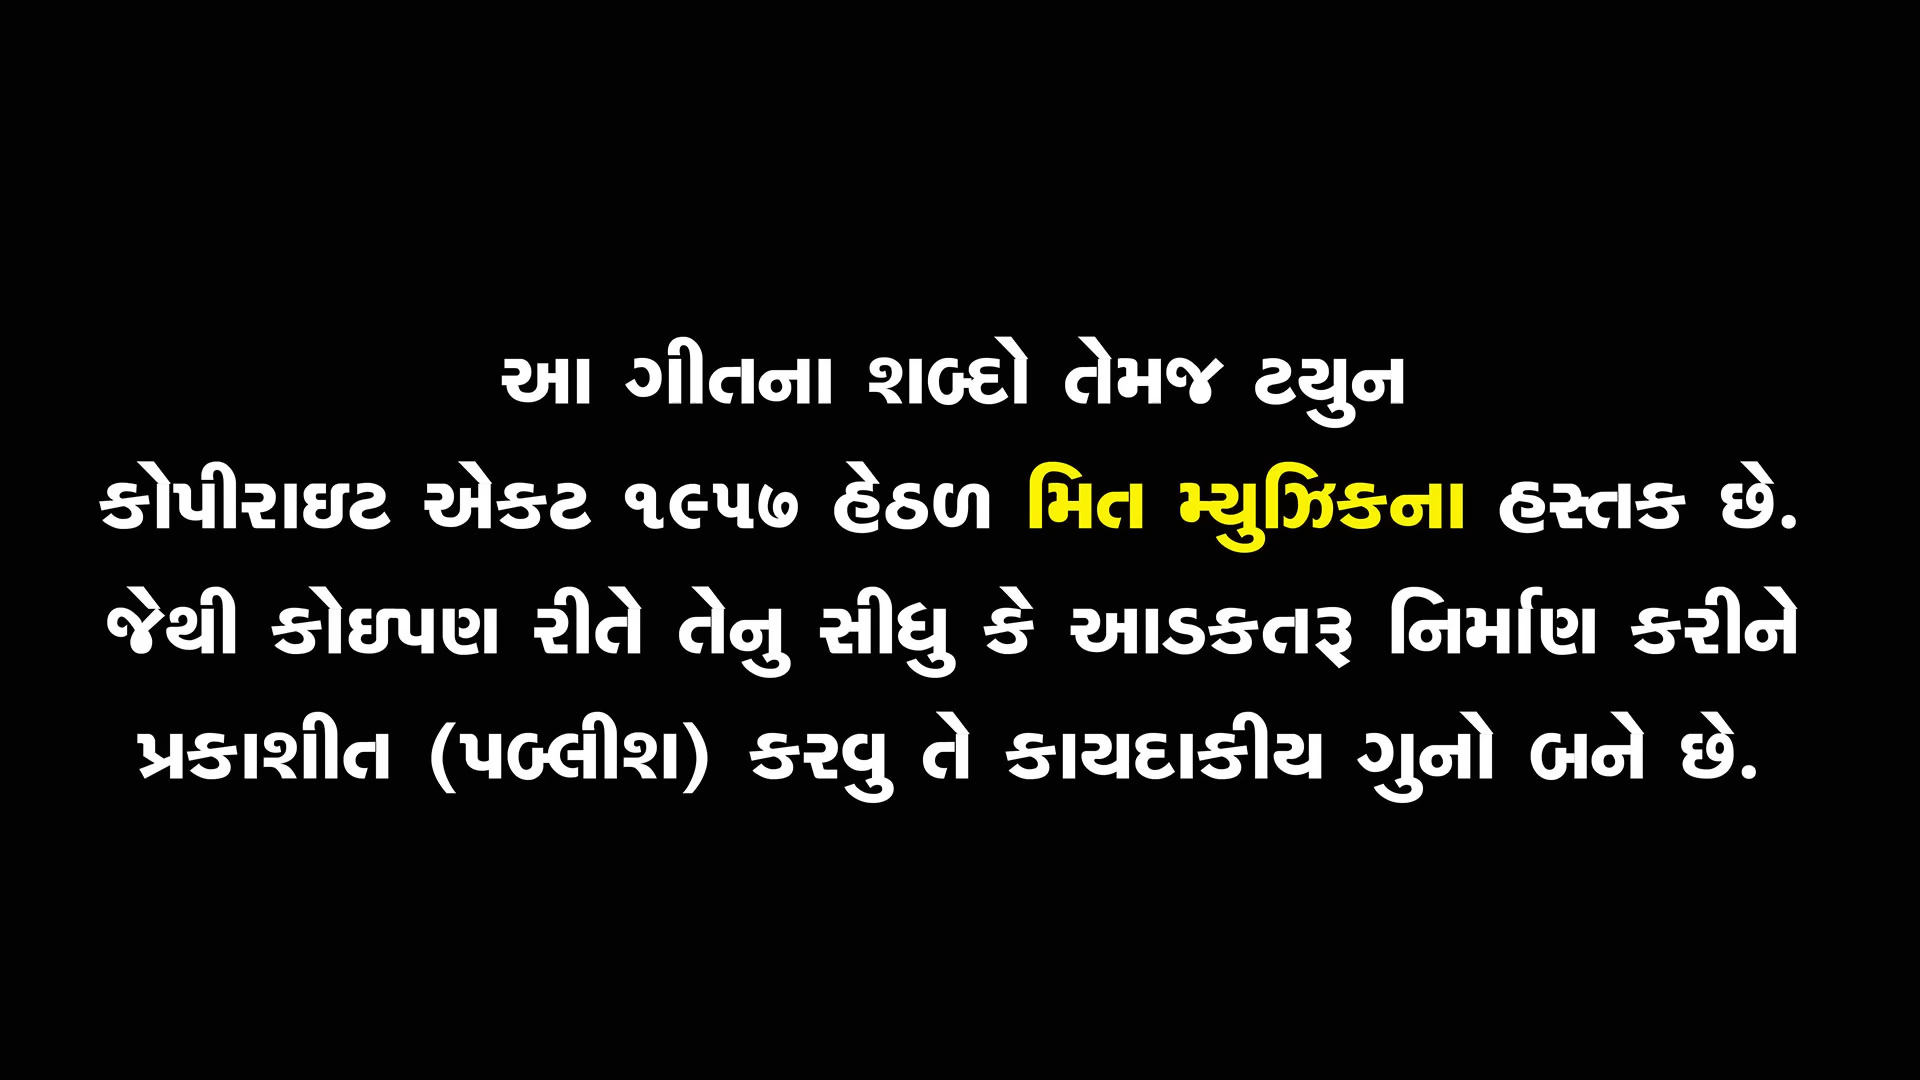 આ ગીતના શબ્દો તેમજ ટયુન
કોપીરાઇટ એકટ ૧૯૫૭ હેઠળ મિત મ્યુઝિકના હસ્તક છે.
જેથી કોઇપણ રીતે તેનુ સીધુ કે આડકતરૂ નિર્માણ કરીને
પ્રકાશીત (પબ્લીશ) કરવુ તે કાયદાકીય ગુનો બને છે.